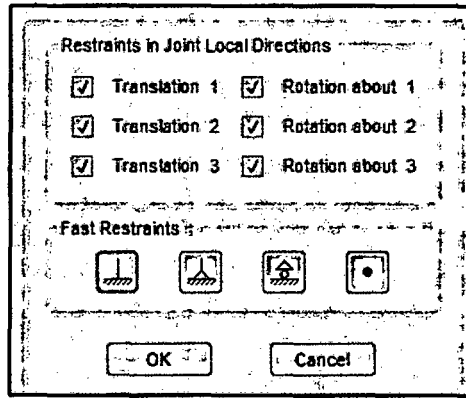 Restraints in Joint Local Directions
Translation 1 Rotation about 1
Translation 2 Rotation about 2
Translation 3 Rotation about 3
Fast Restraints
OK Cancel